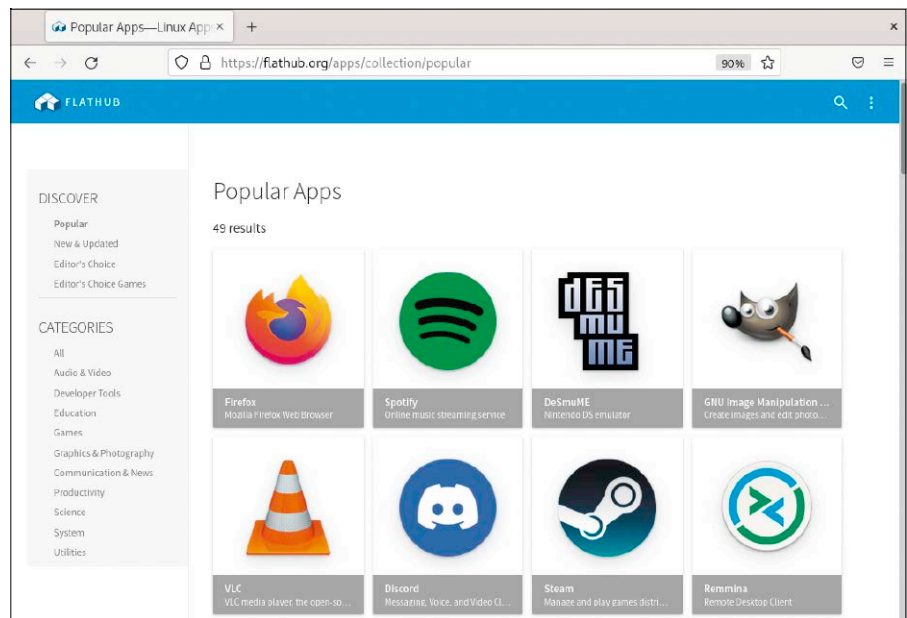 Popular Apps—Linux App
https://flathub.org/apps/collection/popular
90%
FLATHUB
DISCOVER
Popular
New & Updated
Editor's Choice
Editor's Choice Games
CATEGORIES
All
Audio & Video
Developer Tools
Education
Games
Graphics & Photography
Communication & News
Productivity
Science
System
Utilities
Popular Apps
49 results
Firefox
Mozilla Firefox Web Browser
Spotify
Online music streaming service
DeSmuME
DeSmuME
Nintendo DS emulator
GNU Image Manipulation ...
Create images and edit photo...
VLC
VLC media player, the open-so...
Discord
Messaging, Voice, and Video Cl...
Steam
Manage and play games distri...
Remmina
Remote Desktop Client